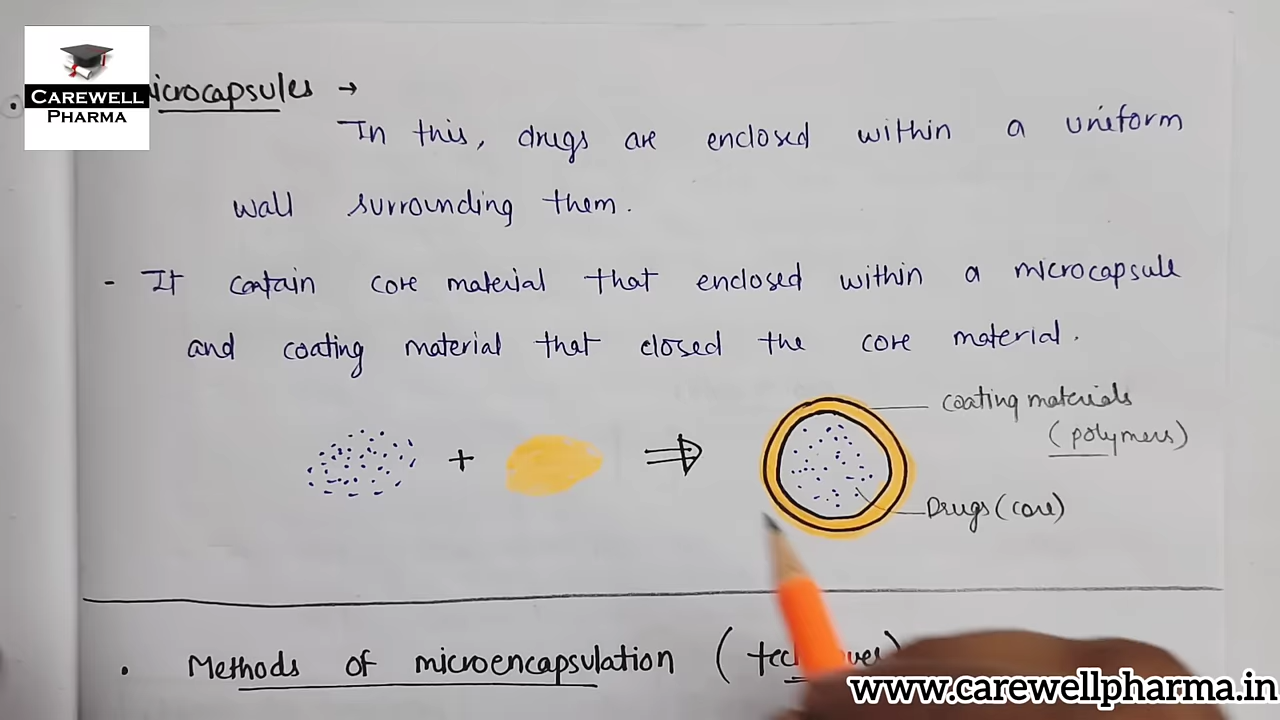 CAREWELL
PHARMA
icrocapsules →
In this, drugs are enclosed within a uniform
wall surrounding them.
- It contain core material that enclosed within a microcapsule
and coating material that closed the core material.
coating materials
(polymers)
+ ⇒
Drugs (core)
• Methods of microencapsulation (
www.carewellpharma.in